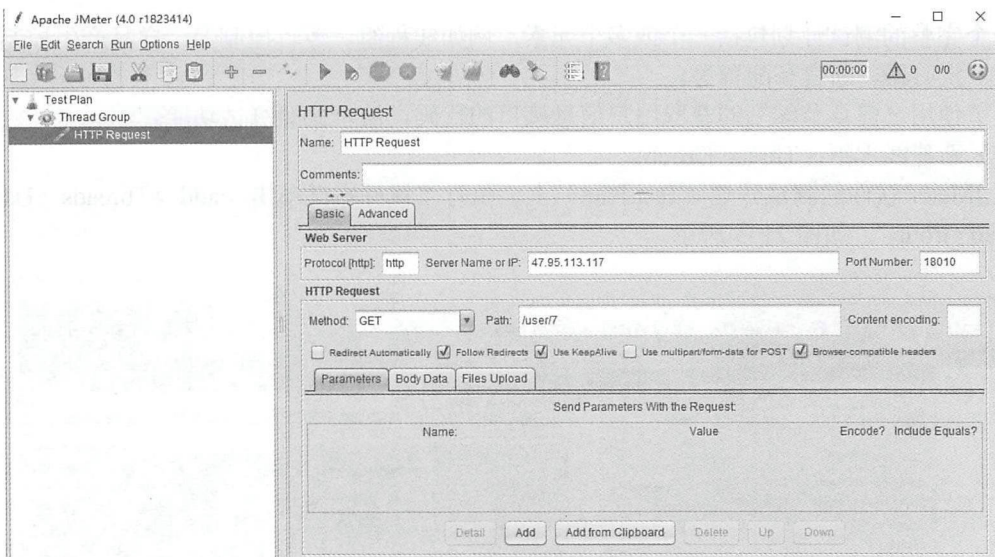 Apache JMeter (4.0 r1823414)
File Edit Search Run Options Help
00:00:00 0 0/0
Test Plan
Thread Group
HTTP Request
HTTP Request
Name: HTTP Request
Comments:
Basic Advanced
Web Server
Protocol [http]: http Server Name or IP: 47.95.113.117 Port Number: 18010
HTTP Request
Method: GET Path: /user/7 Content encoding:
Redirect Automatically Follow Redirects Use KeepAlive Use multipart/form-data for POST Browser-compatible headers
Parameters Body Data Files Upload
Send Parameters With the Request:
Name: Value Encode? Include Equals?
Detail Add Add from Clipboard Delete Up Down